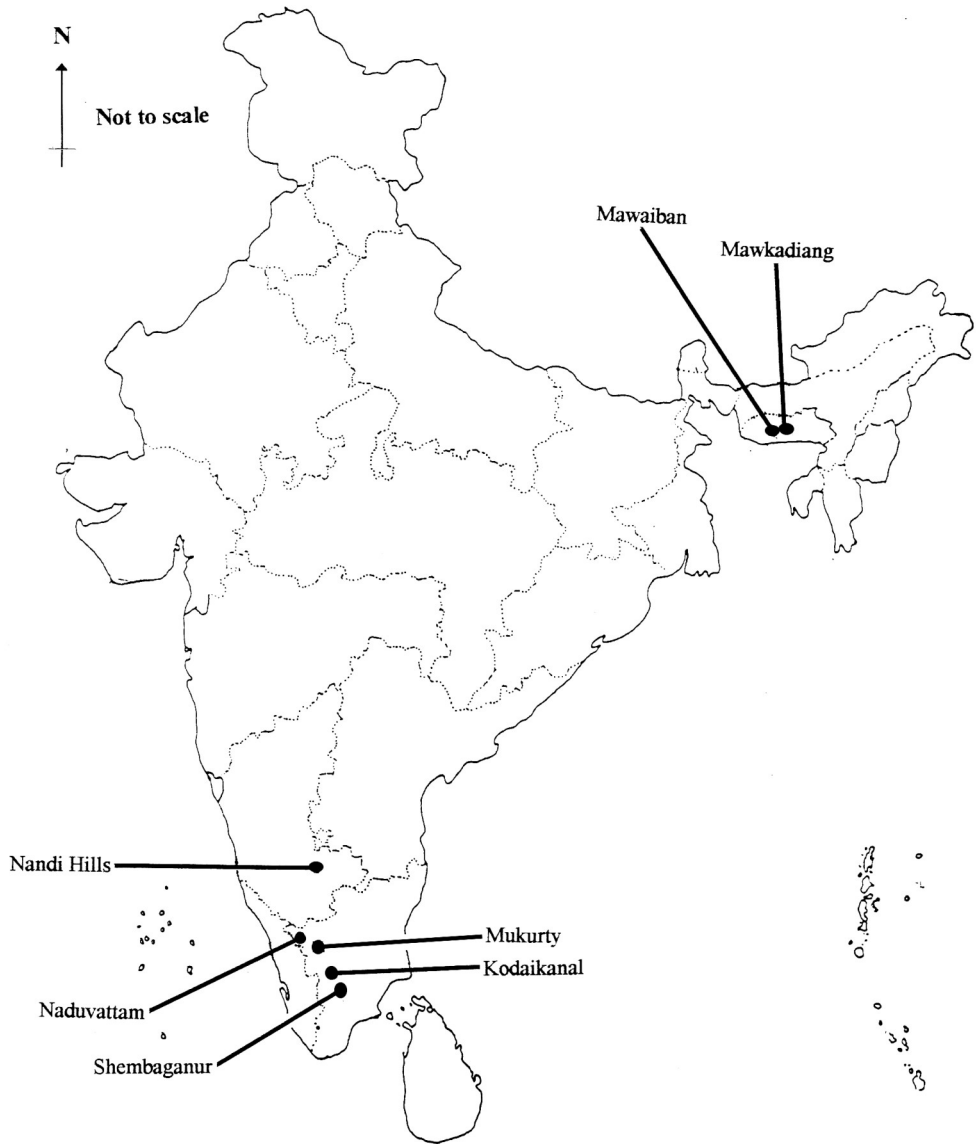 N
Not to scale
Mawaiban
Mawkadiang
Nandi Hills
Mukurty
Kodaikanal
Naduvattam
Shembaganur